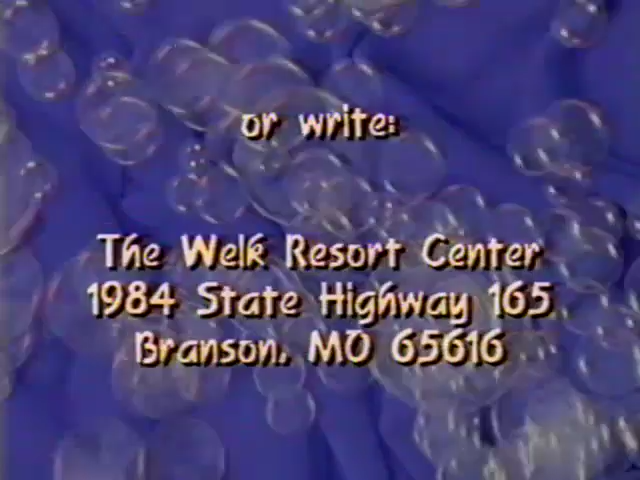 or write:
The Welk Resort Center
1984 State Highway 165
Branson, MO 65616